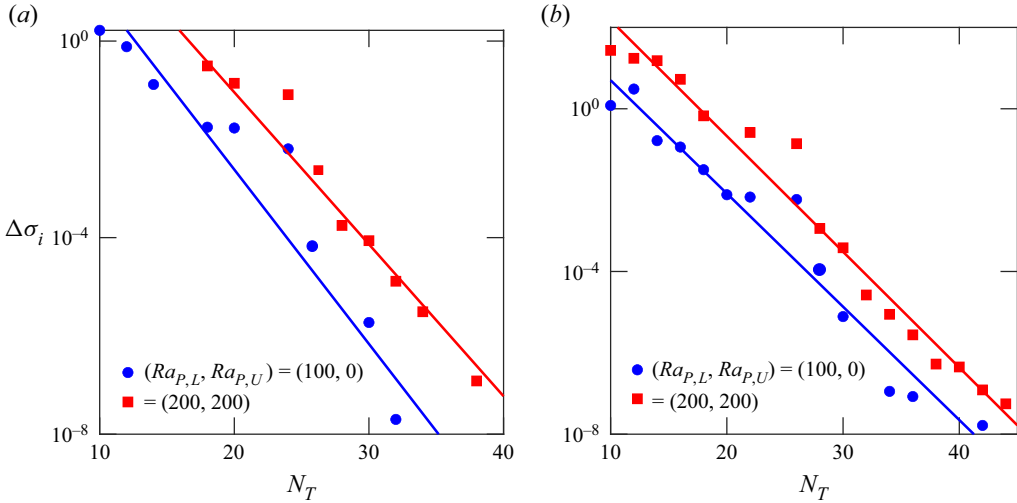 (a)
10^0
10^−4
10^−8
Δσ_i
10 20 30 40
N_T
(Ra_{P,L}, Ra_{P,U}) = (100, 0)
= (200, 200)
(b)
10^0
10^−4
10^−8
10 20 30 40
N_T
(Ra_{P,L}, Ra_{P,U}) = (100, 0)
= (200, 200)